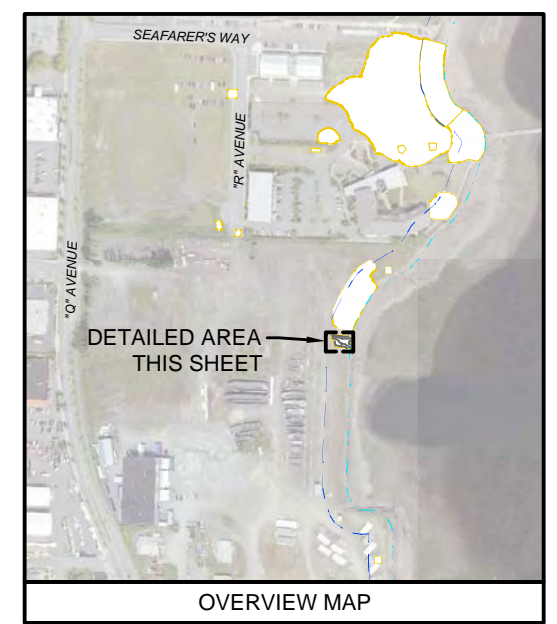 SEAFARER'S WAY
"R" AVENUE
"Q" AVENUE
DETAILED AREA
THIS SHEET
OVERVIEW MAP